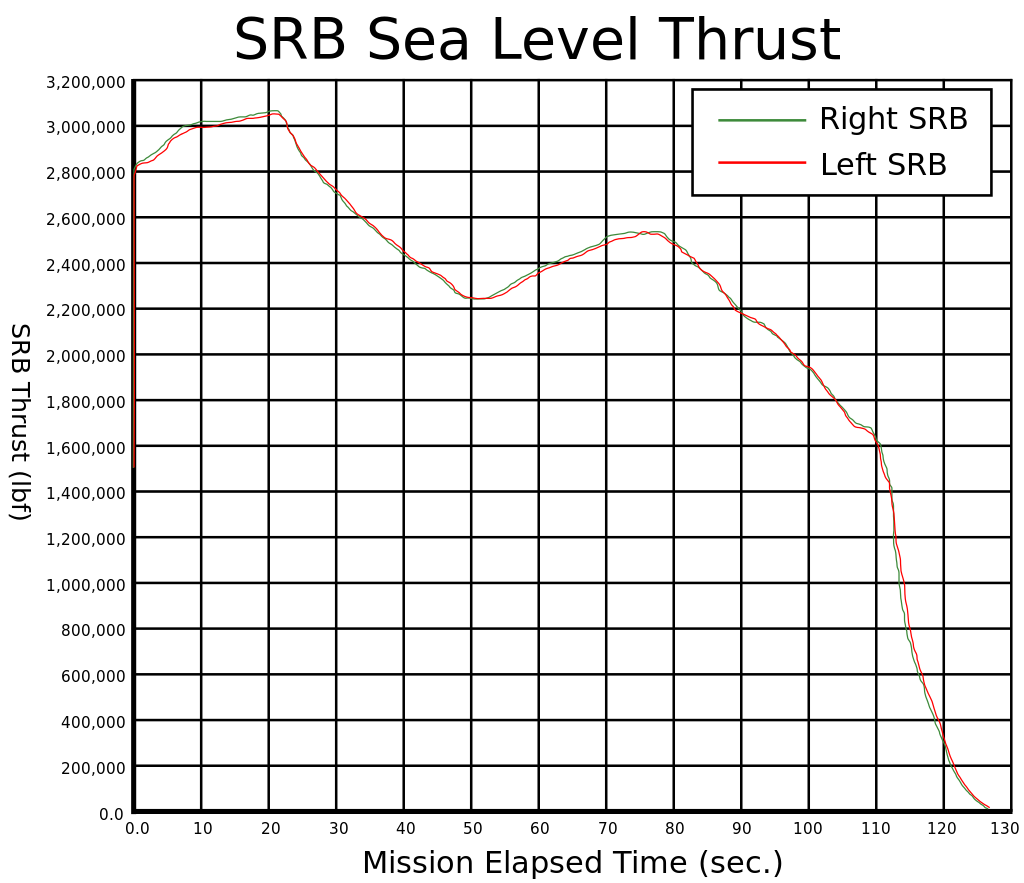 SRB Sea Level Thrust
Right SRB
Left SRB
SRB Thrust (lbf)
3,200,000
3,000,000
2,800,000
2,600,000
2,400,000
2,200,000
2,000,000
1,800,000
1,600,000
1,400,000
1,200,000
1,000,000
800,000
600,000
400,000
200,000
0.0
0.0 10 20 30 40 50 60 70 80 90 100 110 120 130
Mission Elapsed Time (sec.)